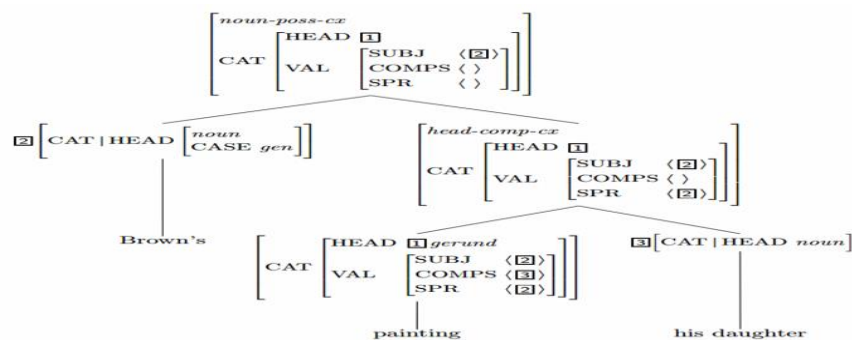 noun-poss-cx
HEAD 1
CAT VAL SUBJ ⟨2⟩
COMPS ⟨ ⟩
SPR ⟨ ⟩
2 CAT | HEAD noun
CASE gen
head-comp-cx
HEAD 1
CAT VAL SUBJ ⟨2⟩
COMPS ⟨ ⟩
SPR ⟨2⟩
Brown's
HEAD 1 gerund
CAT VAL SUBJ ⟨2⟩
COMPS ⟨3⟩
SPR ⟨2⟩
3 [CAT | HEAD noun]
painting his daughter